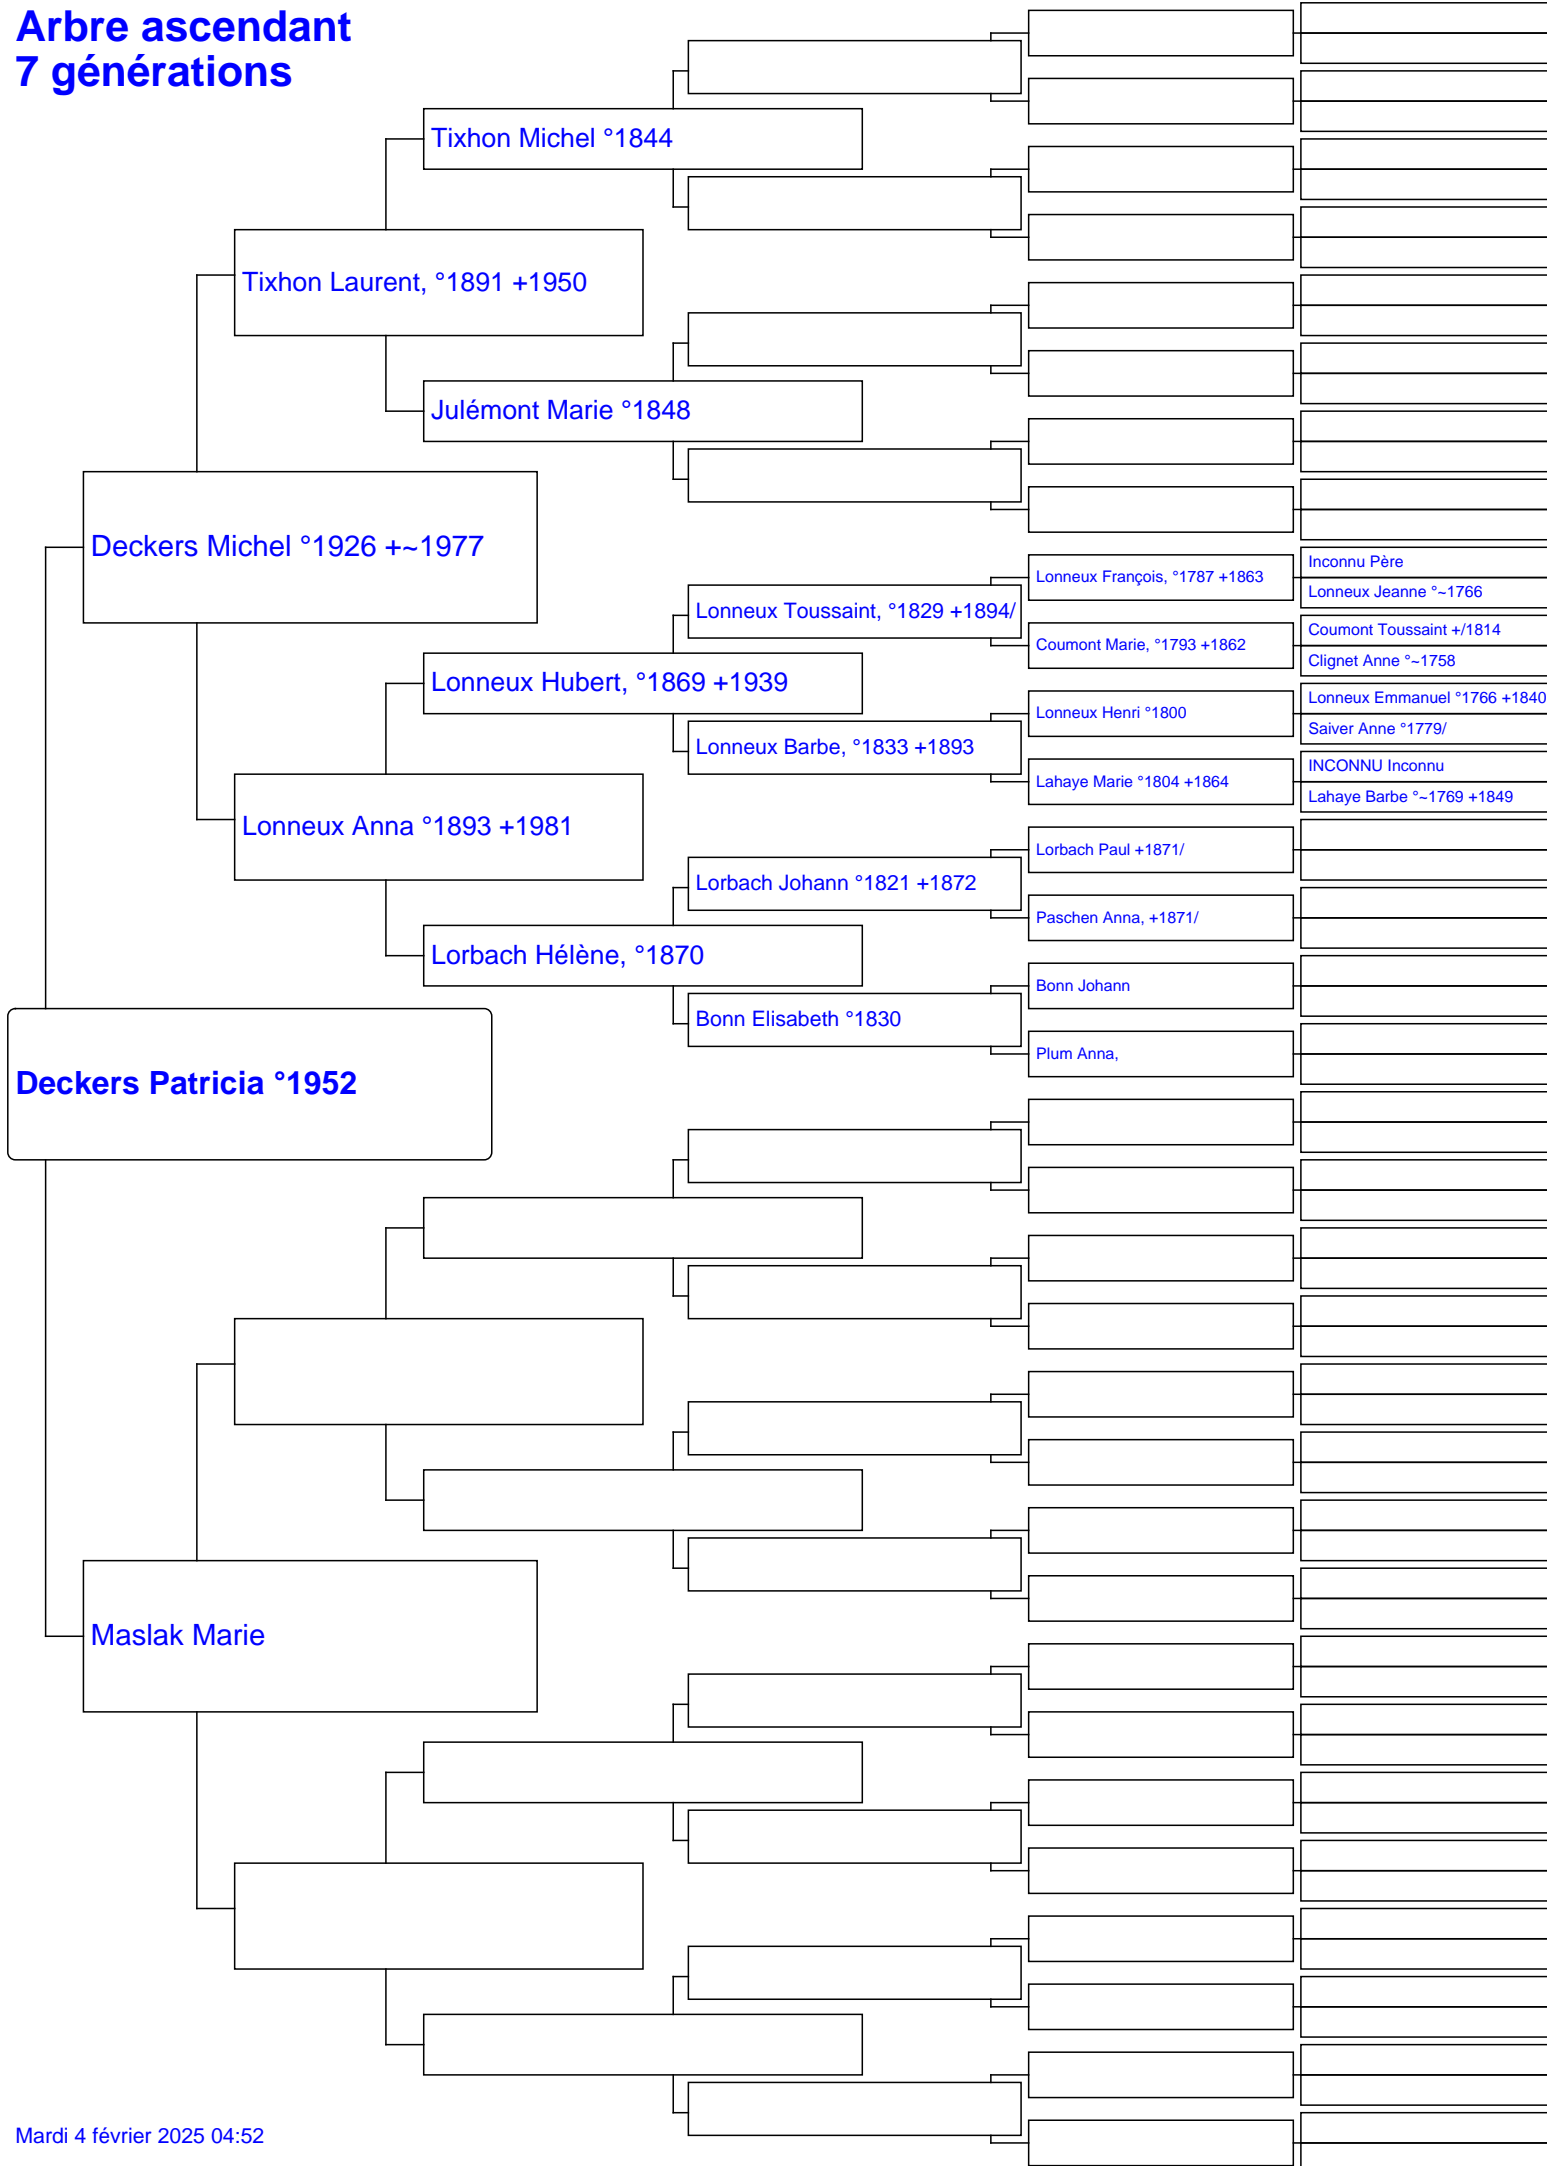 Arbre ascendant
7 générations
Tixhon Michel °1844
Tixhon Laurent, °1891 +1950
Julémont Marie °1848
Deckers Michel °1926 +~1977
Lonneux François, °1787 +1863
Inconnu Père
Lonneux Jeanne °~1766
Lonneux Toussaint, °1829 +1894/
Coumont Marie, °1793 +1862
Coumont Toussaint +/1814
Clignet Anne °~1758
Lonneux Hubert, °1869 +1939
Lonneux Henri °1800
Lonneux Emmanuel °1766 +1840
Saiver Anne °1779/
Lonneux Barbe, °1833 +1893
Lahaye Marie °1804 +1864
INCONNU Inconnu
Lahaye Barbe °~1769 +1849
Lonneux Anna °1893 +1981
Lorbach Paul +1871/
Lorbach Johann °1821 +1872
Paschen Anna, +1871/
Lorbach Hélène, °1870
Bonn Johann
Bonn Elisabeth °1830
Plum Anna,
Deckers Patricia °1952
Maslak Marie
Mardi 4 février 2025 04:52